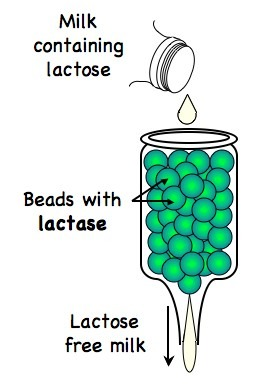 Milk
containing
lactose
Beads with
lactase
Lactose
free milk